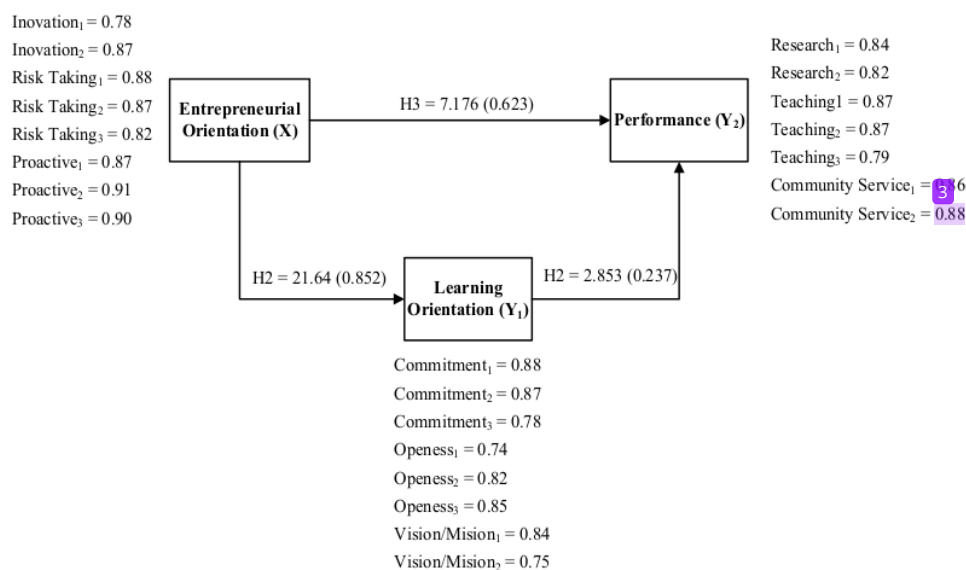 Inovation₁ = 0.78
Inovation₂ = 0.87
Risk Taking₁ = 0.88
Risk Taking₂ = 0.87
Risk Taking₃ = 0.82
Proactive₁ = 0.87
Proactive₂ = 0.91
Proactive₃ = 0.90
Entrepreneurial
Orientation (X)
H3 = 7.176 (0.623)
Performance (Y₂)
Research₁ = 0.84
Research₂ = 0.82
Teaching1 = 0.87
Teaching₂ = 0.87
Teaching₃ = 0.79
Community Service₁ =
3
Community Service₂ = 0.88
H2 = 21.64 (0.852)
Learning
Orientation (Y₁)
H2 = 2.853 (0.237)
Commitment₁ = 0.88
Commitment₂ = 0.87
Commitment₃ = 0.78
Openess₁ = 0.74
Openess₂ = 0.82
Openess₃ = 0.85
Vision/Mision₁ = 0.84
Vision/Mision₂ = 0.75